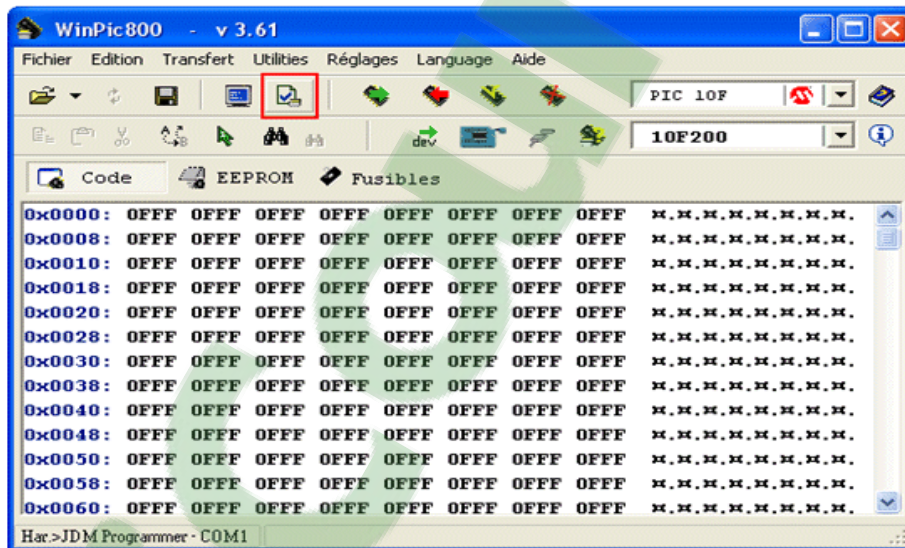 WinPic800 - v 3.61
Fichier Edition Transfert Utilities Réglages Language Aide
PIC 10F
dev
10F200
Code EEPROM Fusibles
0x0000: 0FFF 0FFF 0FFF 0FFF 0FFF 0FFF 0FFF 0FFF ¤.¤.¤.¤.¤.¤.¤.¤.
0x0008: 0FFF 0FFF 0FFF 0FFF 0FFF 0FFF 0FFF 0FFF ¤.¤.¤.¤.¤.¤.¤.¤.
0x0010: 0FFF 0FFF 0FFF 0FFF 0FFF 0FFF 0FFF 0FFF ¤.¤.¤.¤.¤.¤.¤.¤.
0x0018: 0FFF 0FFF 0FFF 0FFF 0FFF 0FFF 0FFF 0FFF ¤.¤.¤.¤.¤.¤.¤.¤.
0x0020: 0FFF 0FFF 0FFF 0FFF 0FFF 0FFF 0FFF 0FFF ¤.¤.¤.¤.¤.¤.¤.¤.
0x0028: 0FFF 0FFF 0FFF 0FFF 0FFF 0FFF 0FFF 0FFF ¤.¤.¤.¤.¤.¤.¤.¤.
0x0030: 0FFF 0FFF 0FFF 0FFF 0FFF 0FFF 0FFF 0FFF ¤.¤.¤.¤.¤.¤.¤.¤.
0x0038: 0FFF 0FFF 0FFF 0FFF 0FFF 0FFF 0FFF 0FFF ¤.¤.¤.¤.¤.¤.¤.¤.
0x0040: 0FFF 0FFF 0FFF 0FFF 0FFF 0FFF 0FFF 0FFF ¤.¤.¤.¤.¤.¤.¤.¤.
0x0048: 0FFF 0FFF 0FFF 0FFF 0FFF 0FFF 0FFF 0FFF ¤.¤.¤.¤.¤.¤.¤.¤.
0x0050: 0FFF 0FFF 0FFF 0FFF 0FFF 0FFF 0FFF 0FFF ¤.¤.¤.¤.¤.¤.¤.¤.
0x0058: 0FFF 0FFF 0FFF 0FFF 0FFF 0FFF 0FFF 0FFF ¤.¤.¤.¤.¤.¤.¤.¤.
0x0060: 0FFF 0FFF 0FFF 0FFF 0FFF 0FFF 0FFF 0FFF ¤.¤.¤.¤.¤.¤.¤.¤.
Har.>JDM Programmer - COM1